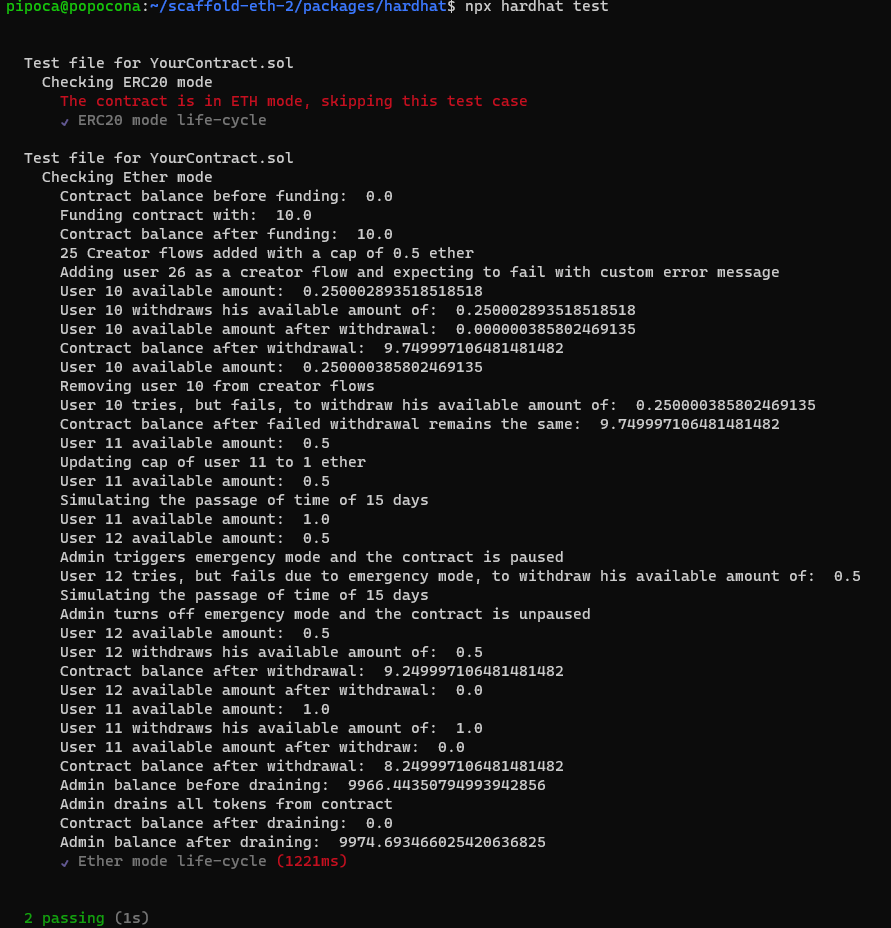 pipoca@popocona:~/scaffold-eth-2/packages/hardhat$ npx hardhat test
Test file for YourContract.sol
Checking ERC20 mode
The contract is in ETH mode, skipping this test case
✓ ERC20 mode life-cycle
Test file for YourContract.sol
Checking Ether mode
Contract balance before funding:  0.0
Funding contract with:  10.0
Contract balance after funding:  10.0
25 Creator flows added with a cap of 0.5 ether
Adding user 26 as a creator flow and expecting to fail with custom error message
User 10 available amount:  0.250002893518518518
User 10 withdraws his available amount of:  0.250002893518518518
User 10 available amount after withdrawal:  0.000000385802469135
Contract balance after withdrawal:  9.749997106481481482
User 10 available amount:  0.250000385802469135
Removing user 10 from creator flows
User 10 tries, but fails, to withdraw his available amount of:  0.250000385802469135
Contract balance after failed withdrawal remains the same:  9.749997106481481482
User 11 available amount:  0.5
Updating cap of user 11 to 1 ether
User 11 available amount:  0.5
Simulating the passage of time of 15 days
User 11 available amount:  1.0
User 12 available amount:  0.5
Admin triggers emergency mode and the contract is paused
User 12 tries, but fails due to emergency mode, to withdraw his available amount of:  0.5
Simulating the passage of time of 15 days
Admin turns off emergency mode and the contract is unpaused
User 12 available amount:  0.5
User 12 withdraws his available amount of:  0.5
Contract balance after withdrawal:  9.249997106481481482
User 12 available amount after withdrawal:  0.0
User 11 available amount:  1.0
User 11 withdraws his available amount of:  1.0
User 11 available amount after withdraw:  0.0
Contract balance after withdrawal:  8.249997106481481482
Admin balance before draining:  9966.44350794993942856
Admin drains all tokens from contract
Contract balance after draining:  0.0
Admin balance after draining:  9974.693466025420636825
✓ Ether mode life-cycle (1221ms)
2 passing (1s)